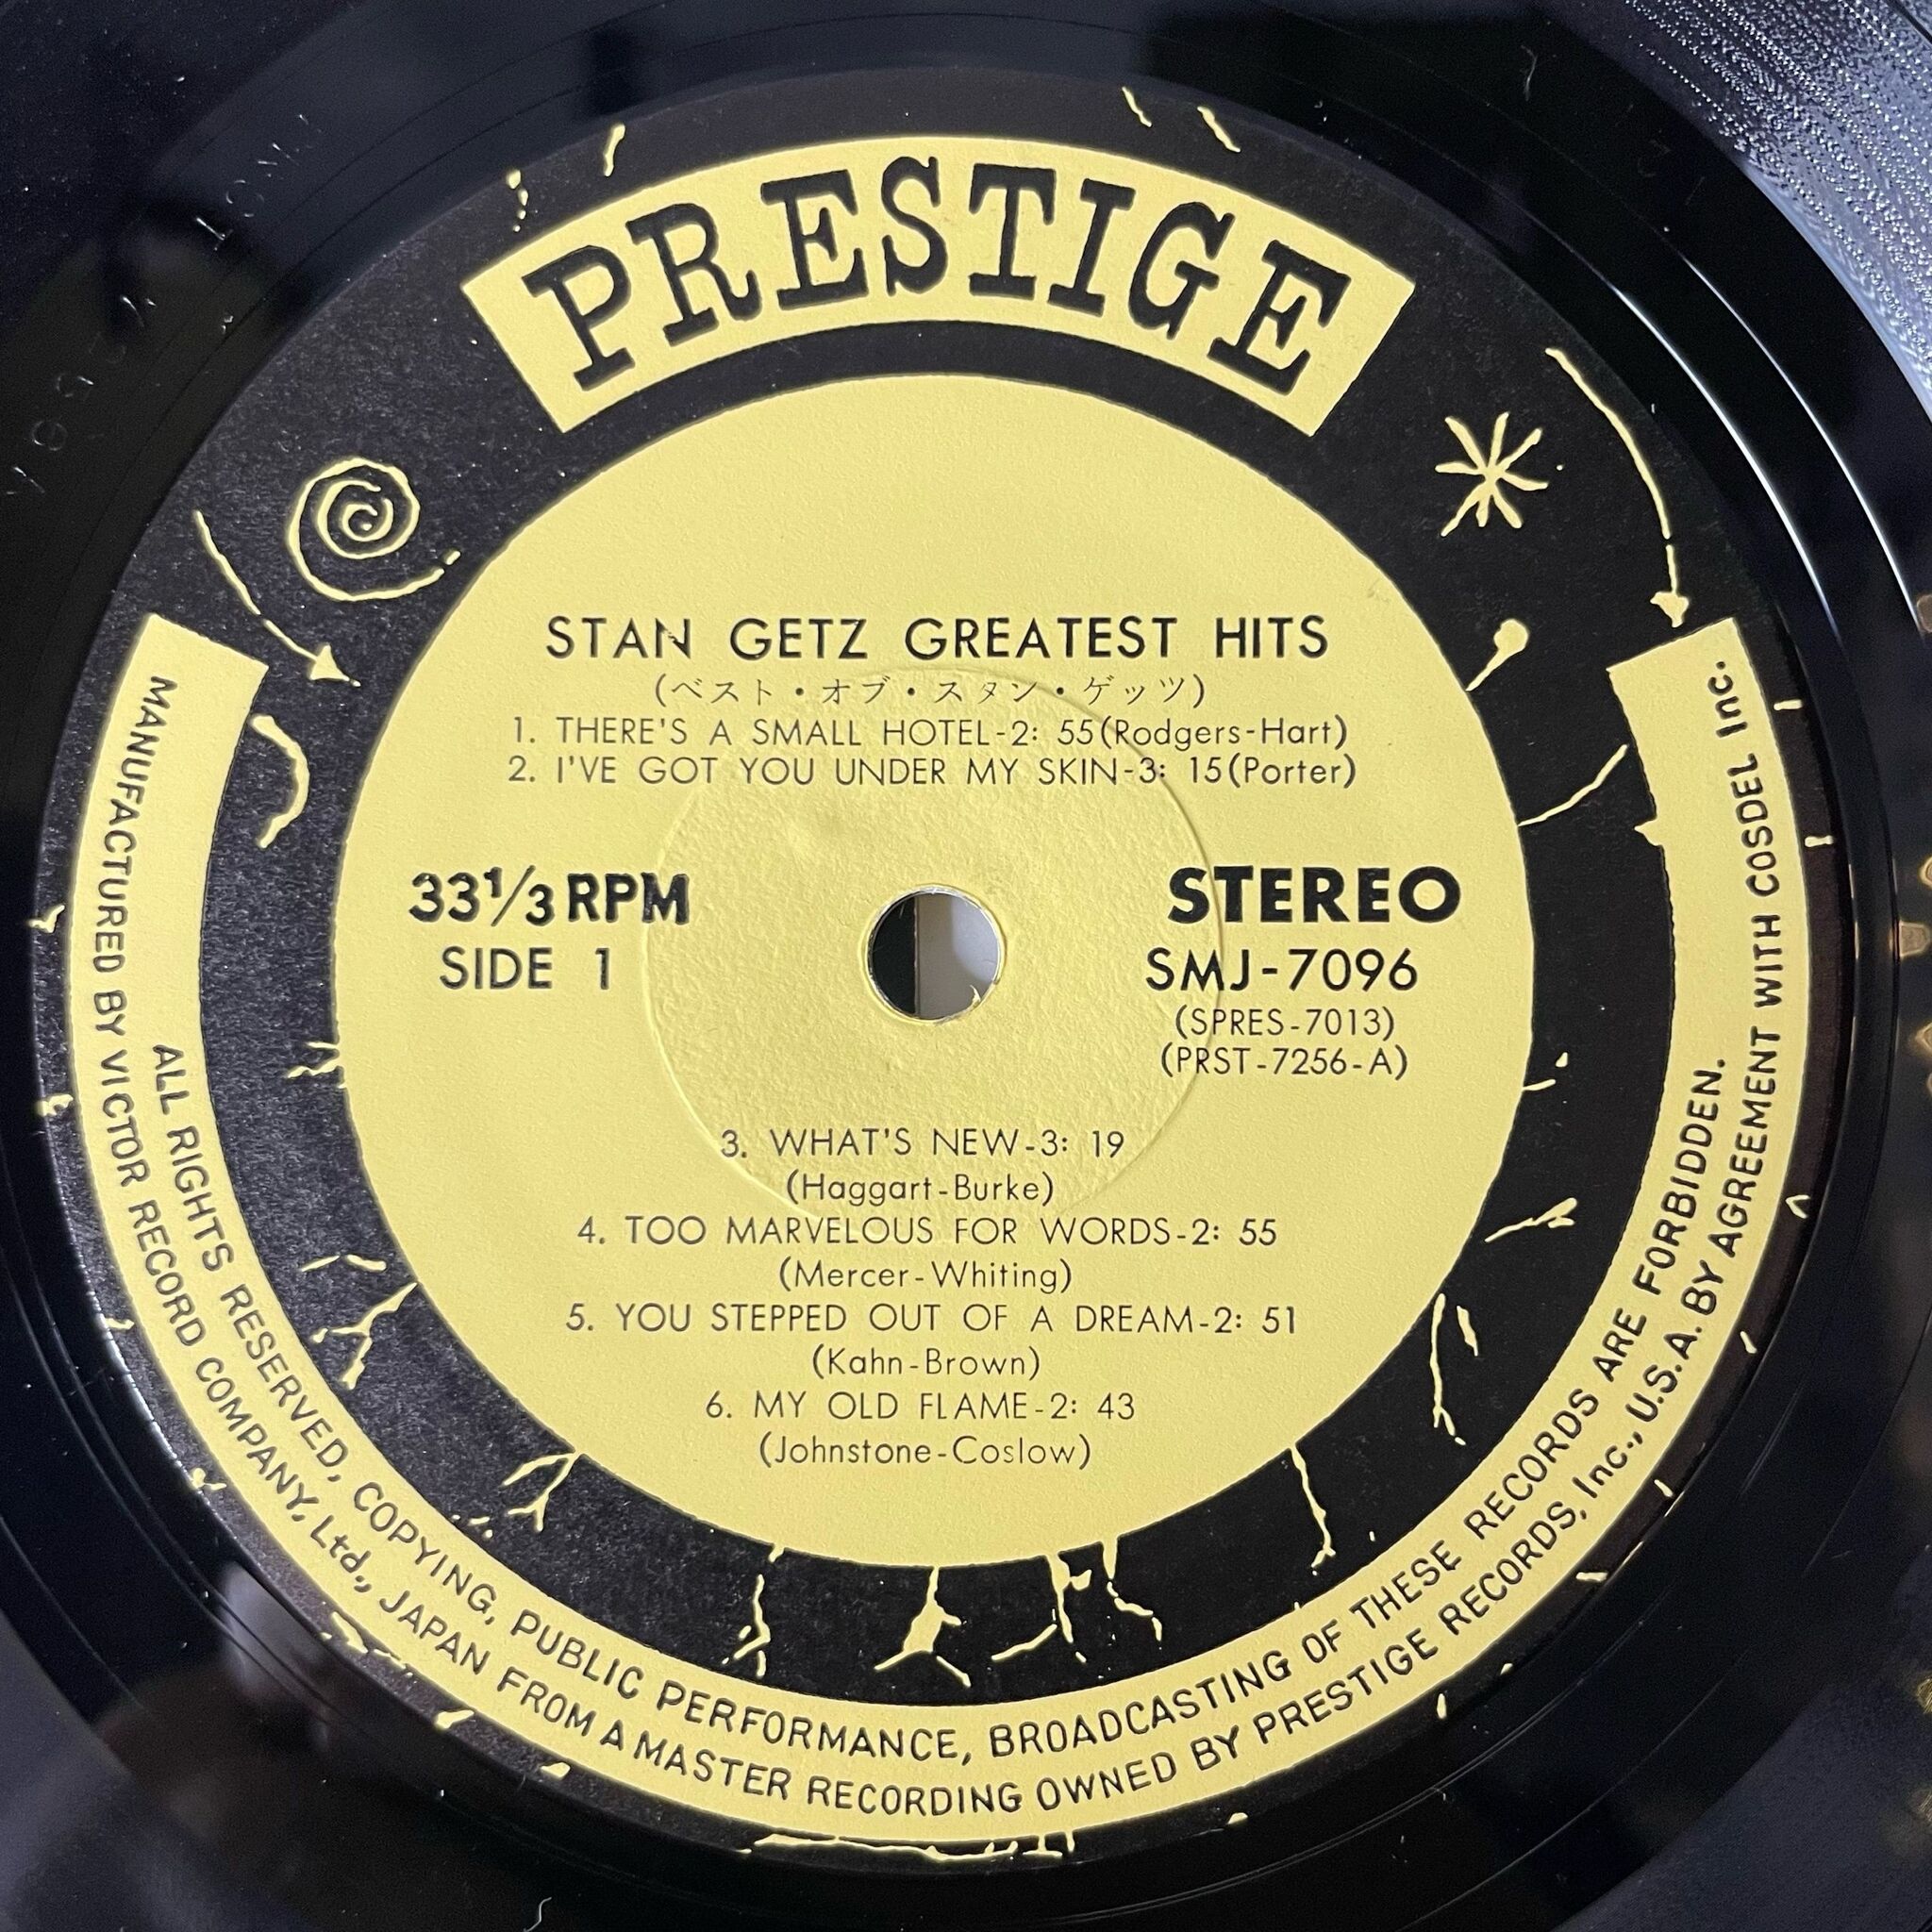 PRESTIGE
STAN GETZ GREATEST HITS
(ベスト・オブ・スタン・ゲッツ)
1. THERE'S A SMALL HOTEL-2: 55(Rodgers-Hart)
2. I'VE GOT YOU UNDER MY SKIN-3: 15(Porter)
33⅓ RPM
SIDE 1
STEREO
SMJ-7096
(SPRES-7013)
(PRST-7256-A)
3. WHAT'S NEW-3: 19
(Haggart-Burke)
4. TOO MARVELOUS FOR WORDS-2: 55
(Mercer-Whiting)
5. YOU STEPPED OUT OF A DREAM-2: 51
(Kahn-Brown)
6. MY OLD FLAME-2: 43
(Johnstone-Coslow)
ALL RIGHTS RESERVED, COPYING, PUBLIC PERFORMANCE, BROADCASTING OF THESE RECORDS ARE FORBIDDEN.
MANUFACTURED BY VICTOR RECORD COMPANY, Ltd., JAPAN FROM A MASTER RECORDING OWNED BY PRESTIGE RECORDS, Inc., U.S.A. BY AGREEMENT WITH COSDEL Inc.